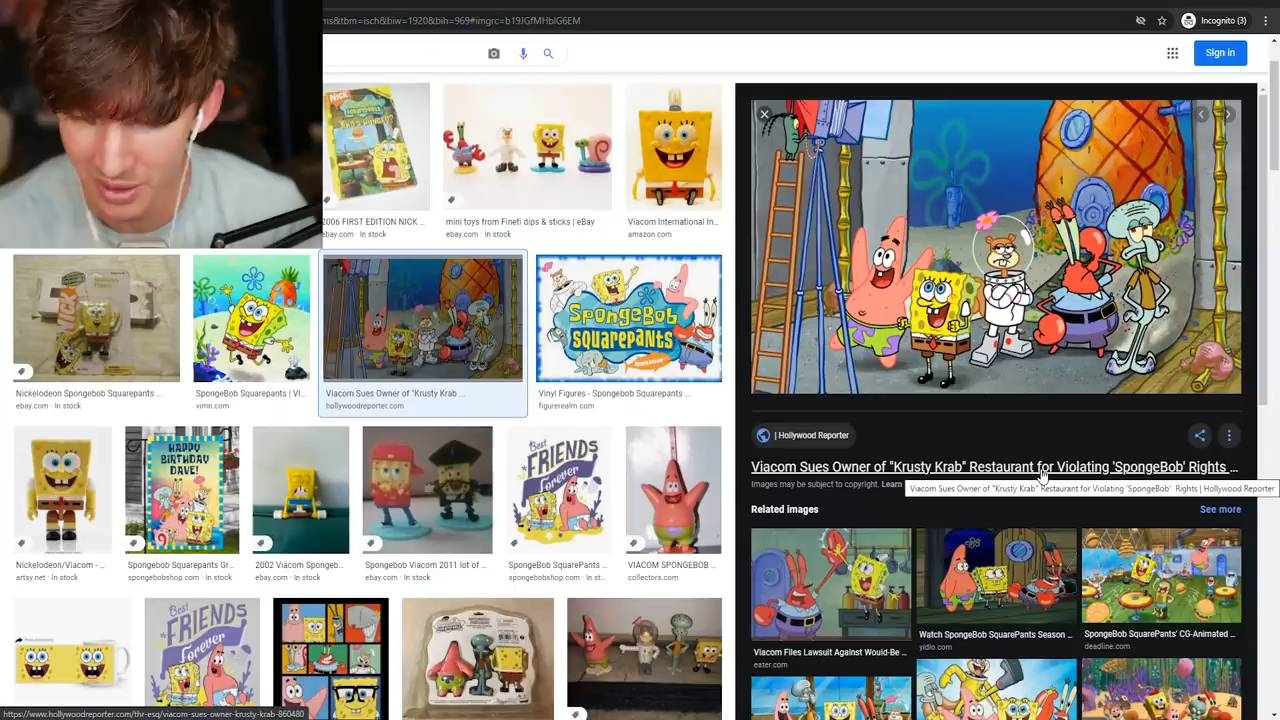 ms&tbm=isch&biw=1920&bih=969#imgrc=b19JGfMHbIG6EM
Incognito (3)
Sign in
2006 FIRST EDITION NICK ...
ebay.com · In stock
mini toys from Fineti dips & sticks | eBay
ebay.com · In stock
Viacom International In...
amazon.com
Nickelodeon Spongebob Squarepants ...
ebay.com · In stock
SpongeBob Squarepants | VI...
vimn.com
Viacom Sues Owner of "Krusty Krab ...
hollywoodreporter.com
SpongeBob
SquarePants
NICKELODEON
Vinyl Figures - Spongebob Squarepants ...
figurerealm.com
| Hollywood Reporter
Viacom Sues Owner of "Krusty Krab" Restaurant for Violating 'SpongeBob' Rights ...
Images may be subject to copyright. Learn
Viacom Sues Owner of "Krusty Krab" Restaurant for Violating 'SpongeBob' Rights | Hollywood Reporter
Related images
See more
NICK
HAPPY
BIRTHDAY
DAVE!
Best
FRIENDS
Forever
Nickelodeon/Viacom - ...
artsy.net · In stock
Spongebob Squarepants Gr...
spongebobshop.com · In stock
2002 Viacom Spongeb...
ebay.com · In stock
Spongebob Viacom 2011 lot of ...
ebay.com · In stock
SpongeBob SquarePants ...
spongebobshop.com · In st...
VIACOM SPONGEBOB ...
collectors.com
Viacom Files Lawsuit Against Would-Be ...
eater.com
Watch SpongeBob SquarePants Season ...
yidio.com
SpongeBob SquarePants' CG-Animated ...
deadline.com
Best
FRIENDS
Forever
https://www.hollywoodreporter.com/thr-esq/viacom-sues-owner-krusty-krab-860480